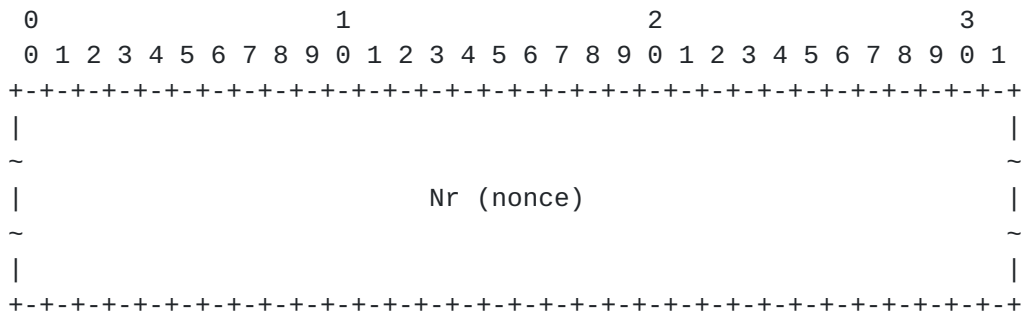 0                   1                   2                   3
 0 1 2 3 4 5 6 7 8 9 0 1 2 3 4 5 6 7 8 9 0 1 2 3 4 5 6 7 8 9 0 1
+-+-+-+-+-+-+-+-+-+-+-+-+-+-+-+-+-+-+-+-+-+-+-+-+-+-+-+-+-+-+-+-+
|                                                               |
~                                                               ~
|                          Nr (nonce)                           |
~                                                               ~
|                                                               |
+-+-+-+-+-+-+-+-+-+-+-+-+-+-+-+-+-+-+-+-+-+-+-+-+-+-+-+-+-+-+-+-+